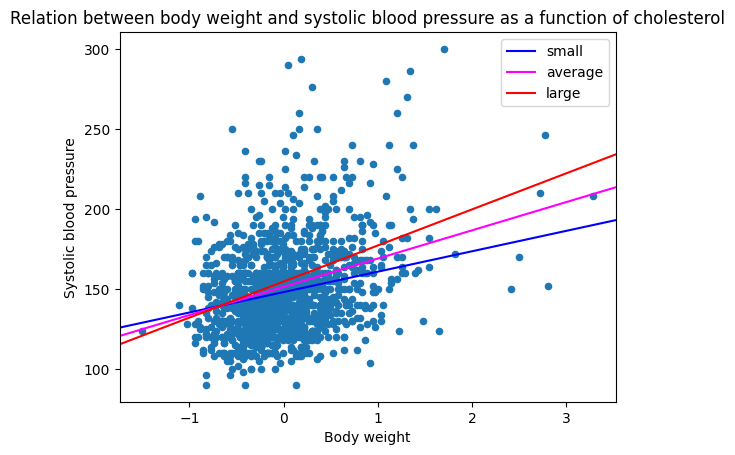 Relation between body weight and systolic blood pressure as a function of cholesterol
300
250
200
150
100
Systolic blood pressure
small
average
large
−1
0
1
2
3
Body weight